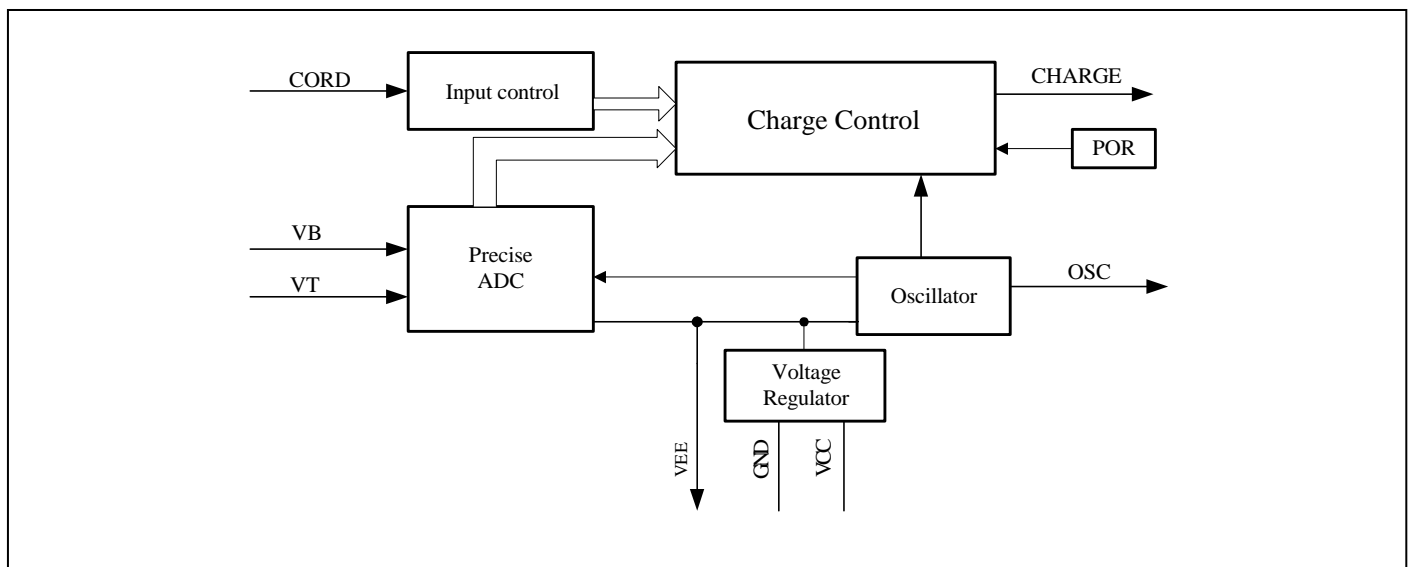 CORD
Input control
Charge Control
CHARGE
POR
VB
VT
Precise
ADC
Oscillator
OSC
Voltage
Regulator
VEE
GND
VCC